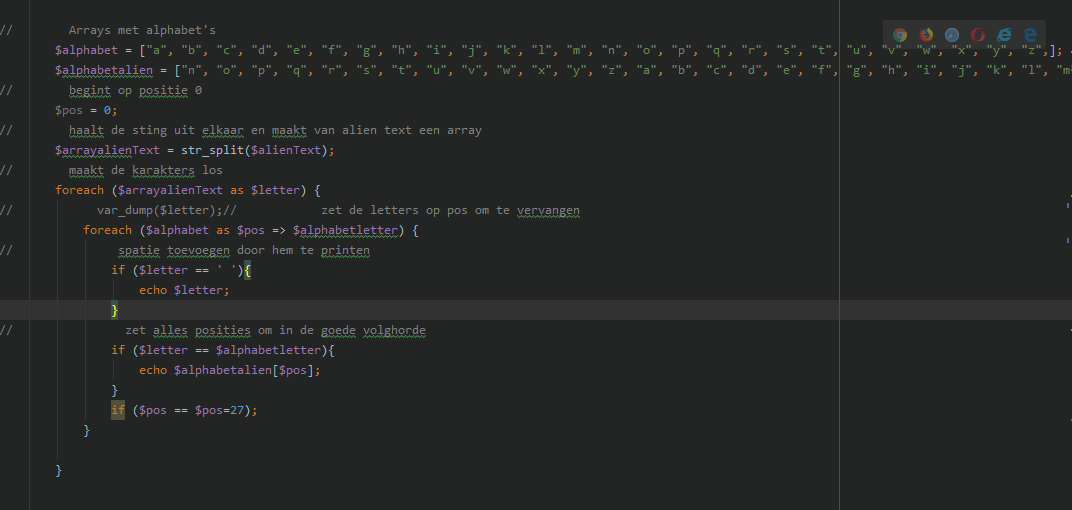 // Arrays met alphabet's
$alphabet = ["a", "b", "c", "d", "e", "f", "g", "h", "i", "j", "k", "l", "m", "n", "o", "p", "q", "r", "s", "t", "u", "v", "w", "x", "y", "z",];
$alphabetalien = ["n", "o", "p", "q", "r", "s", "t", "u", "v", "w", "x", "y", "z", "a", "b", "c", "d", "e", "f", "g", "h", "i", "j", "k", "l", "m
// begint op positie 0
$pos = 0;
// haalt de sting uit elkaar en maakt van alien text een array
$arrayalienText = str_split($alienText);
// maakt de karakters los
foreach ($arrayalienText as $letter) {
// var_dump($letter);// zet de letters op pos om te vervangen
foreach ($alphabet as $pos => $alphabetletter) {
// spatie toevoegen door hem te printen
if ($letter == ' '){
echo $letter;
}
// zet alles posities om in de goede volghorde
if ($letter == $alphabetletter){
echo $alphabetalien[$pos];
}
if ($pos == $pos=27);
}
}